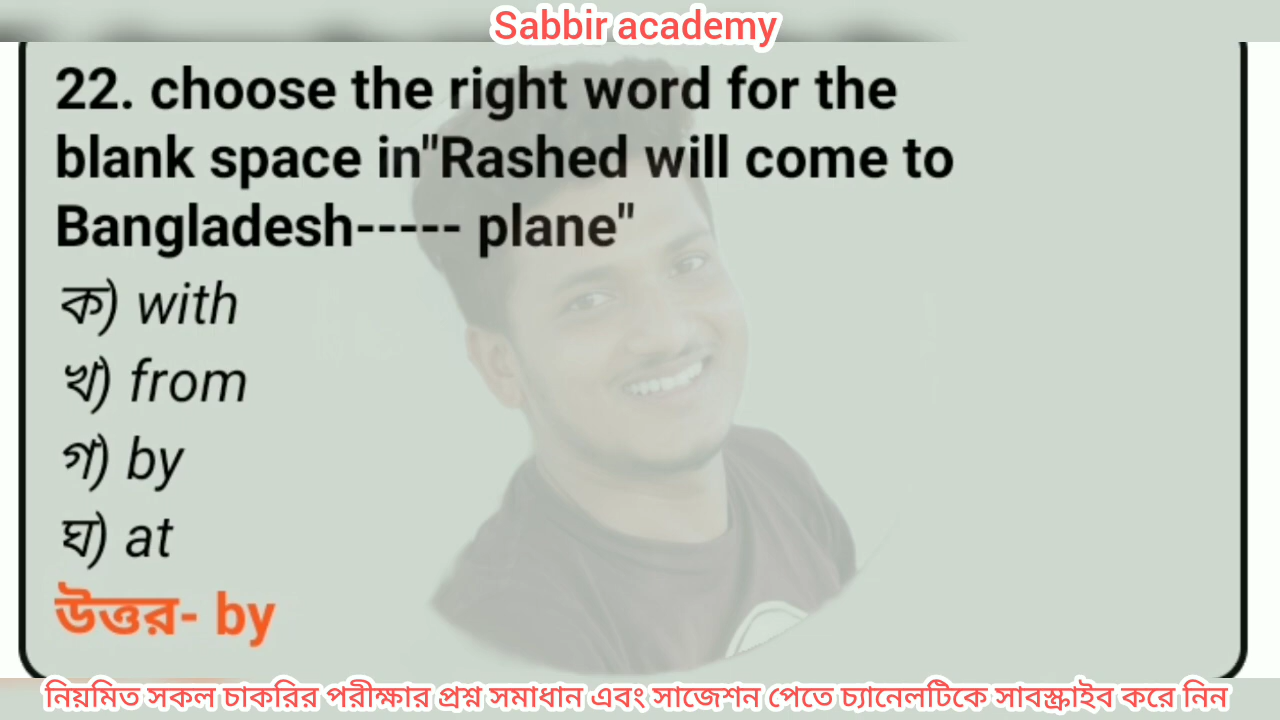 Sabbir academy
22. choose the right word for the
blank space in"Rashed will come to
Bangladesh----- plane"
ক) with
খ) from
গ) by
ঘ) at
উত্তর- by
নিয়মিত সকল চাকরির পরীক্ষার প্রশ্ন সমাধান এবং সাজেশন পেতে চ্যানেলটিকে সাবস্ক্রাইব করে নিন